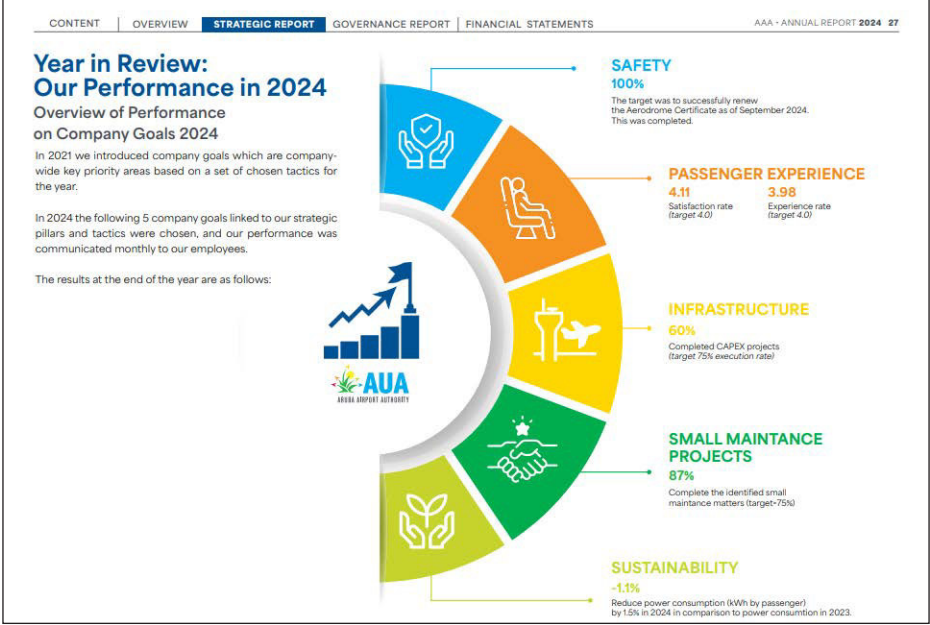 CONTENT OVERVIEW STRATEGIC REPORT GOVERNANCE REPORT FINANCIAL STATEMENTS AAA • ANNUAL REPORT 2024 27
Year in Review:
Our Performance in 2024
Overview of Performance
on Company Goals 2024
In 2021 we introduced company goals which are company-
wide key priority areas based on a set of chosen tactics for
the year.
In 2024 the following 5 company goals linked to our strategic
pillars and tactics were chosen, and our performance was
communicated monthly to our employees.
The results at the end of the year are as follows:
AUA
ARUBA AIRPORT AUTHORITY
SAFETY
100%
The target was to successfully renew
the Aerodrome Certificate as of September 2024.
This was completed.
PASSENGER EXPERIENCE
4.11 3.98
Satisfaction rate Experience rate
(target 4.0) (target 4.0)
INFRASTRUCTURE
60%
Completed CAPEX projects
(target 75% execution rate)
SMALL MAINTANCE
PROJECTS
87%
Complete the identified small
maintance matters (target=75%)
SUSTAINABILITY
-1.1%
Reduce power consumption (kWh by passenger)
by 1.5% in 2024 in comparison to power consumtion in 2023.